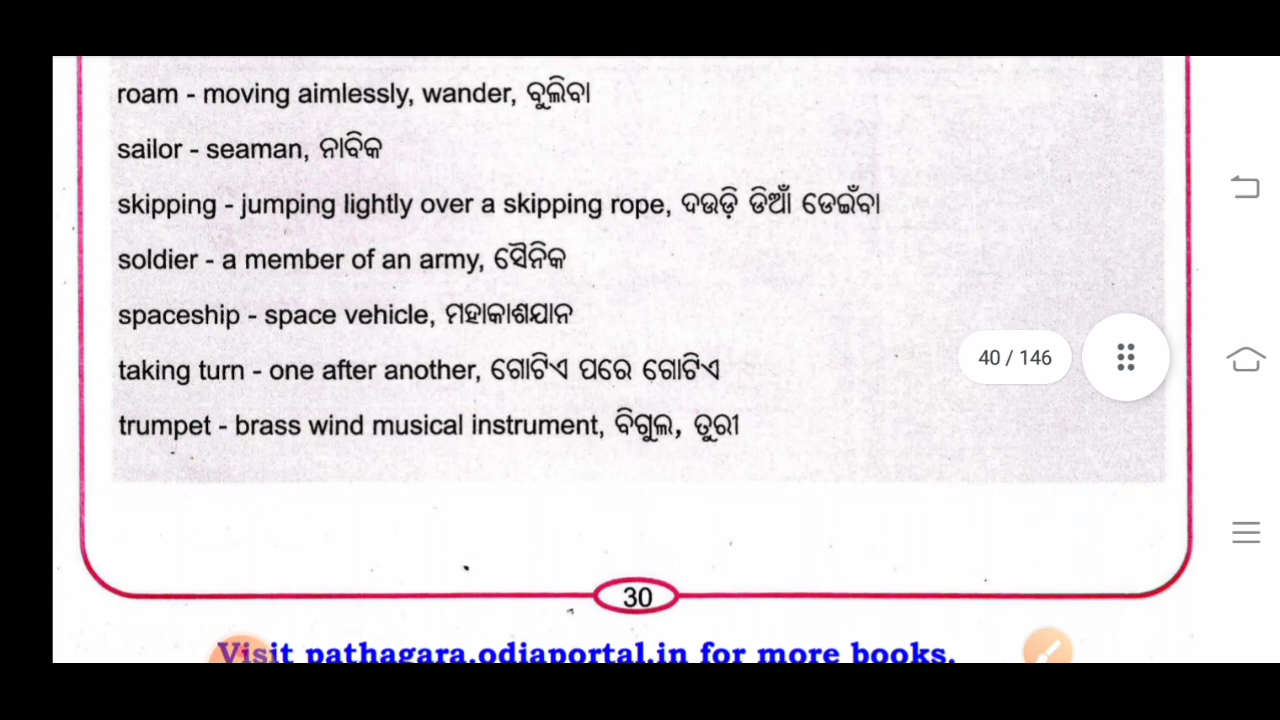 roam - moving aimlessly, wander, ବୁଲିବା
sailor - seaman, ନାବିକ
skipping - jumping lightly over a skipping rope, ଦଉଡ଼ି ଡିଆଁ ଡେଇଁବା
soldier - a member of an army, ସୈନିକ
spaceship - space vehicle, ମହାକାଶଯାନ
40 / 146
taking turn - one after another, ଗୋଟିଏ ପରେ ଗୋଟିଏ
trumpet - brass wind musical instrument, ବିଗୁଲ, ତୁରୀ
30
Visit pathagara.odiaportal.in for more books.